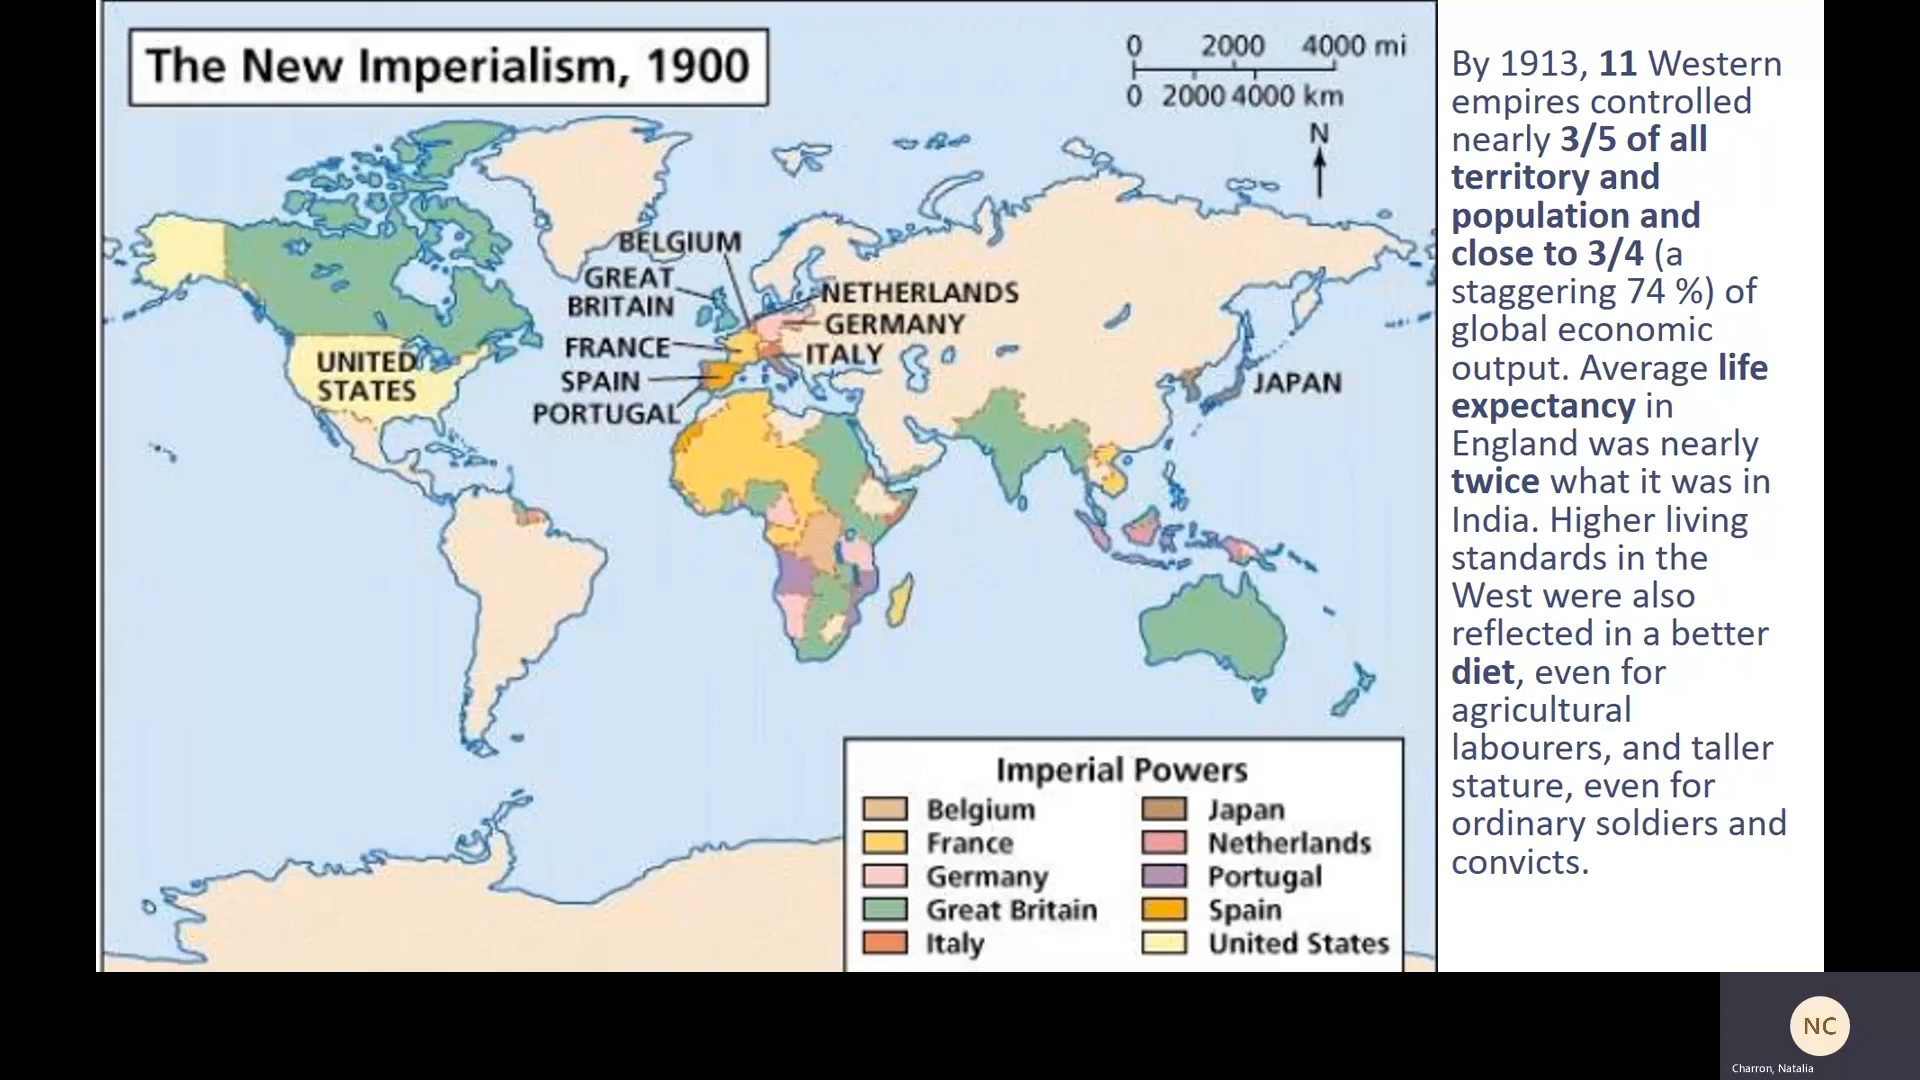 The New Imperialism, 1900
0 2000 4000 mi
0 2000 4000 km
N
BELGIUM
GREAT
BRITAIN
NETHERLANDS
GERMANY
FRANCE
ITALY
UNITED
STATES
SPAIN
JAPAN
PORTUGAL
Imperial Powers
Belgium
France
Germany
Great Britain
Italy
Japan
Netherlands
Portugal
Spain
United States
By 1913, 11 Western
empires controlled
nearly 3/5 of all
territory and
population and
close to 3/4 (a
staggering 74 %) of
global economic
output. Average life
expectancy in
England was nearly
twice what it was in
India. Higher living
standards in the
West were also
reflected in a better
diet, even for
agricultural
labourers, and taller
stature, even for
ordinary soldiers and
convicts.
NC
Charron, Natalia